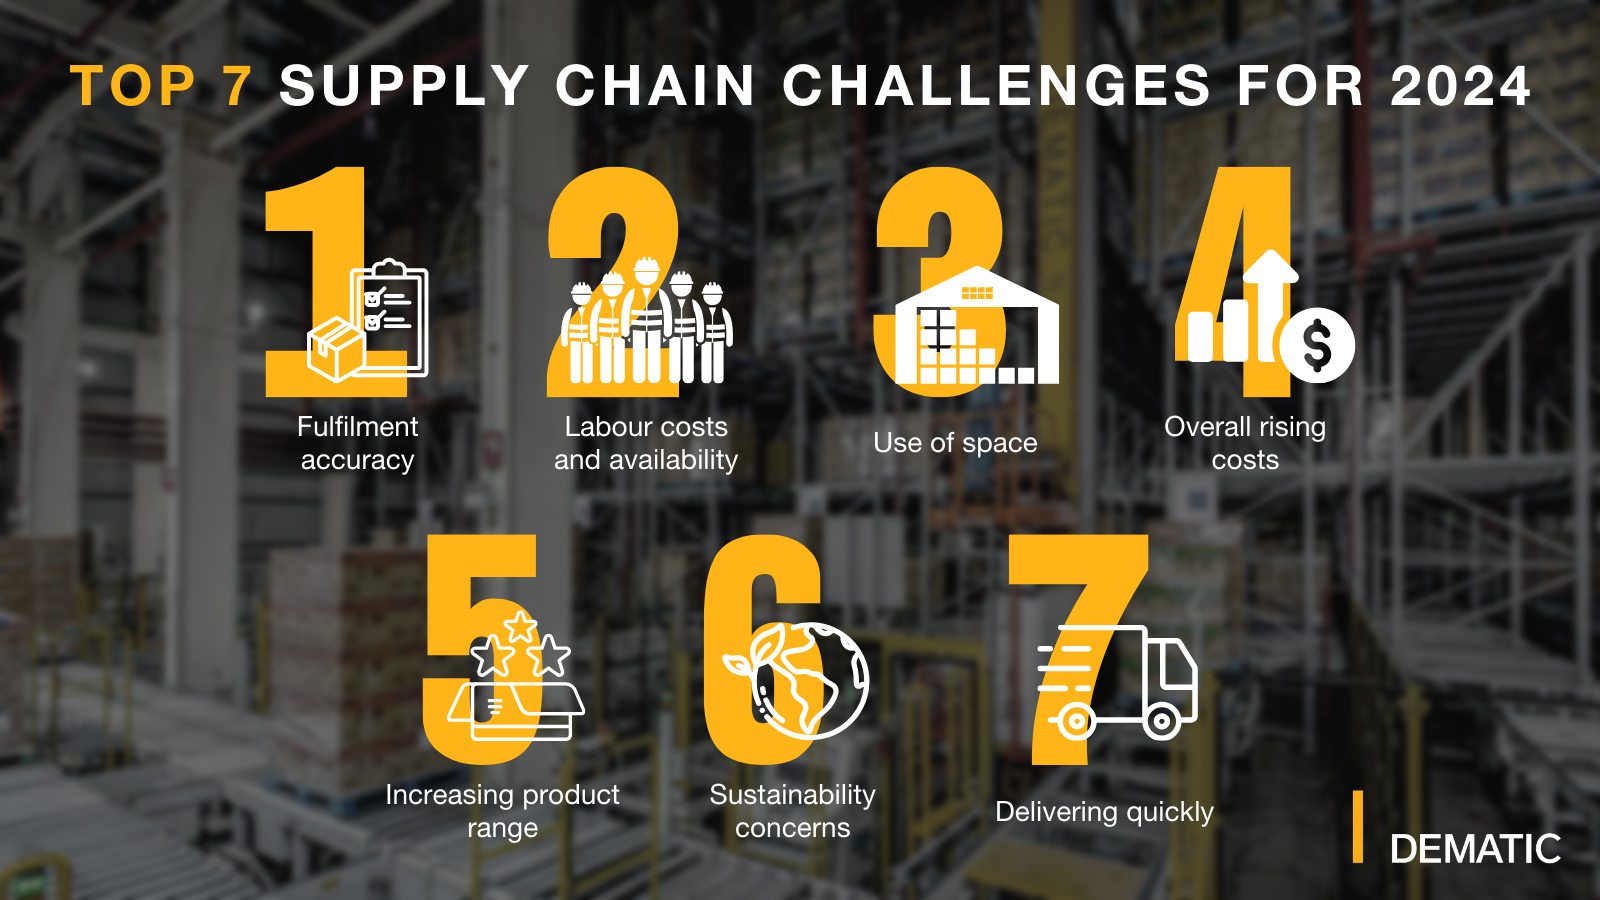 TOP 7 SUPPLY CHAIN CHALLENGES FOR 2024
1
2
3
4
Fulfilment
accuracy
Labour costs
and availability
Use of space
Overall rising
costs
5
6
7
Increasing product
range
Sustainability
concerns
Delivering quickly
DEMATIC